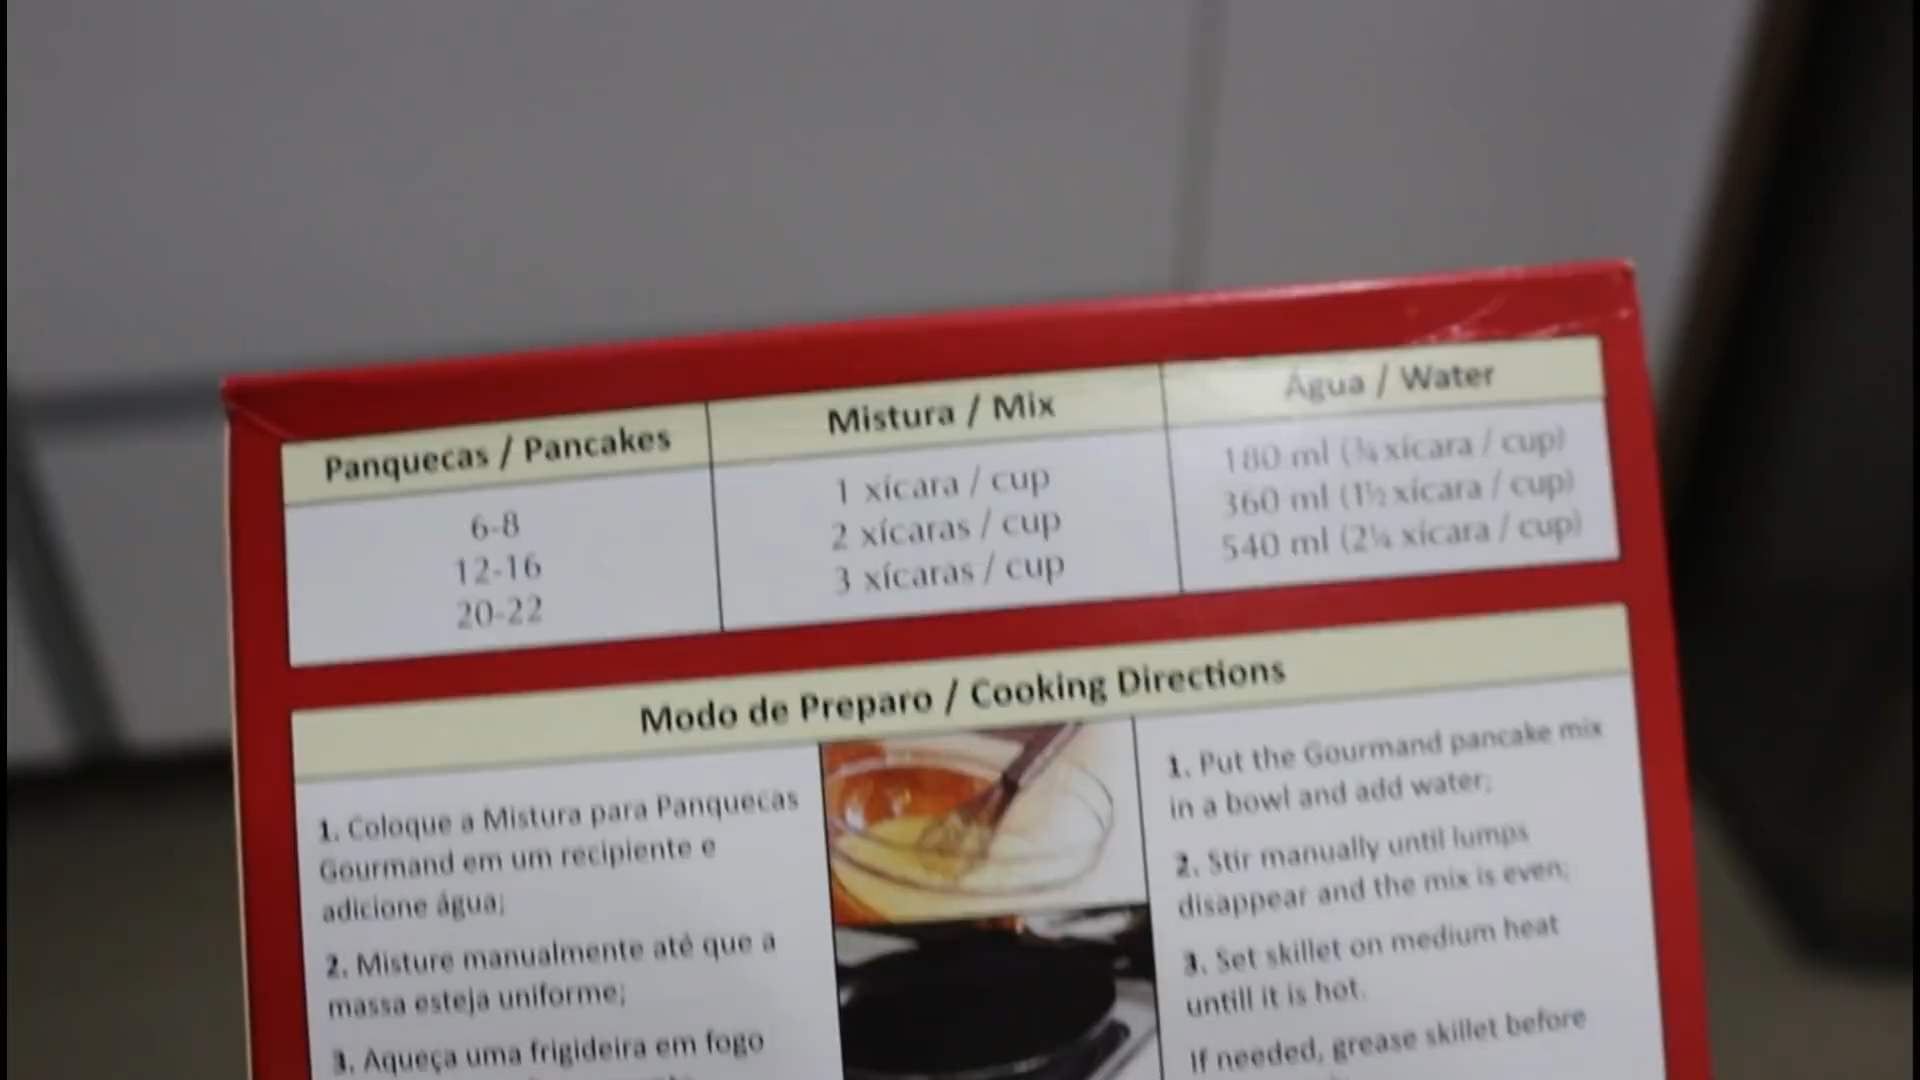 Panquecas / Pancakes
Mistura / Mix
Água / Water
6-8
1 xícara / cup
180 ml (¾ xícara / cup)
12-16
2 xícaras / cup
360 ml (1½ xícara / cup)
20-22
3 xícaras / cup
540 ml (2¼ xícara / cup)
Modo de Preparo / Cooking Directions
1. Coloque a Mistura para Panquecas
Gourmand em um recipiente e
adicione água;
2. Misture manualmente até que a
massa esteja uniforme;
3. Aqueça uma frigideira em fogo
1. Put the Gourmand pancake mix
in a bowl and add water;
2. Stir manually until lumps
disappear and the mix is even;
3. Set skillet on medium heat
untill it is hot.
If needed, grease skillet before